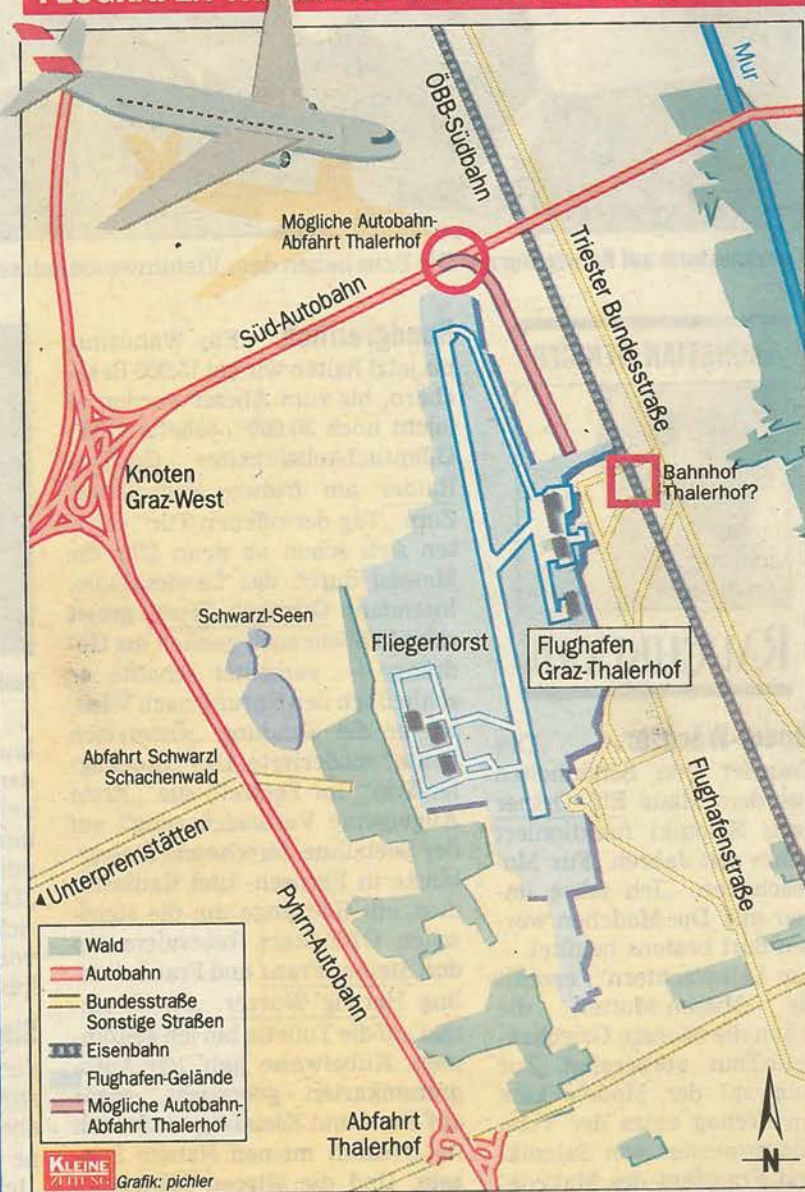 Mur
ÖBB-Südbahn
Mögliche Autobahn-
Abfahrt Thalerhof
Triester Bundesstraße
Süd-Autobahn
Knoten
Graz-West
Bahnhof
Thalerhof?
Schwarzl-Seen
Fliegerhorst
Flughafen
Graz-Thalerhof
Abfahrt Schwarzl
Schachenwald
Flughafenstraße
Unterpremstätten
Pyhrn-Autobahn
Wald
Autobahn
Bundesstraße
Sonstige Straßen
Eisenbahn
Flughafen-Gelände
Mögliche Autobahn-
Abfahrt Thalerhof
Abfahrt
Thalerhof
N
KLEINE
ZEITUNG
Grafik: pichler